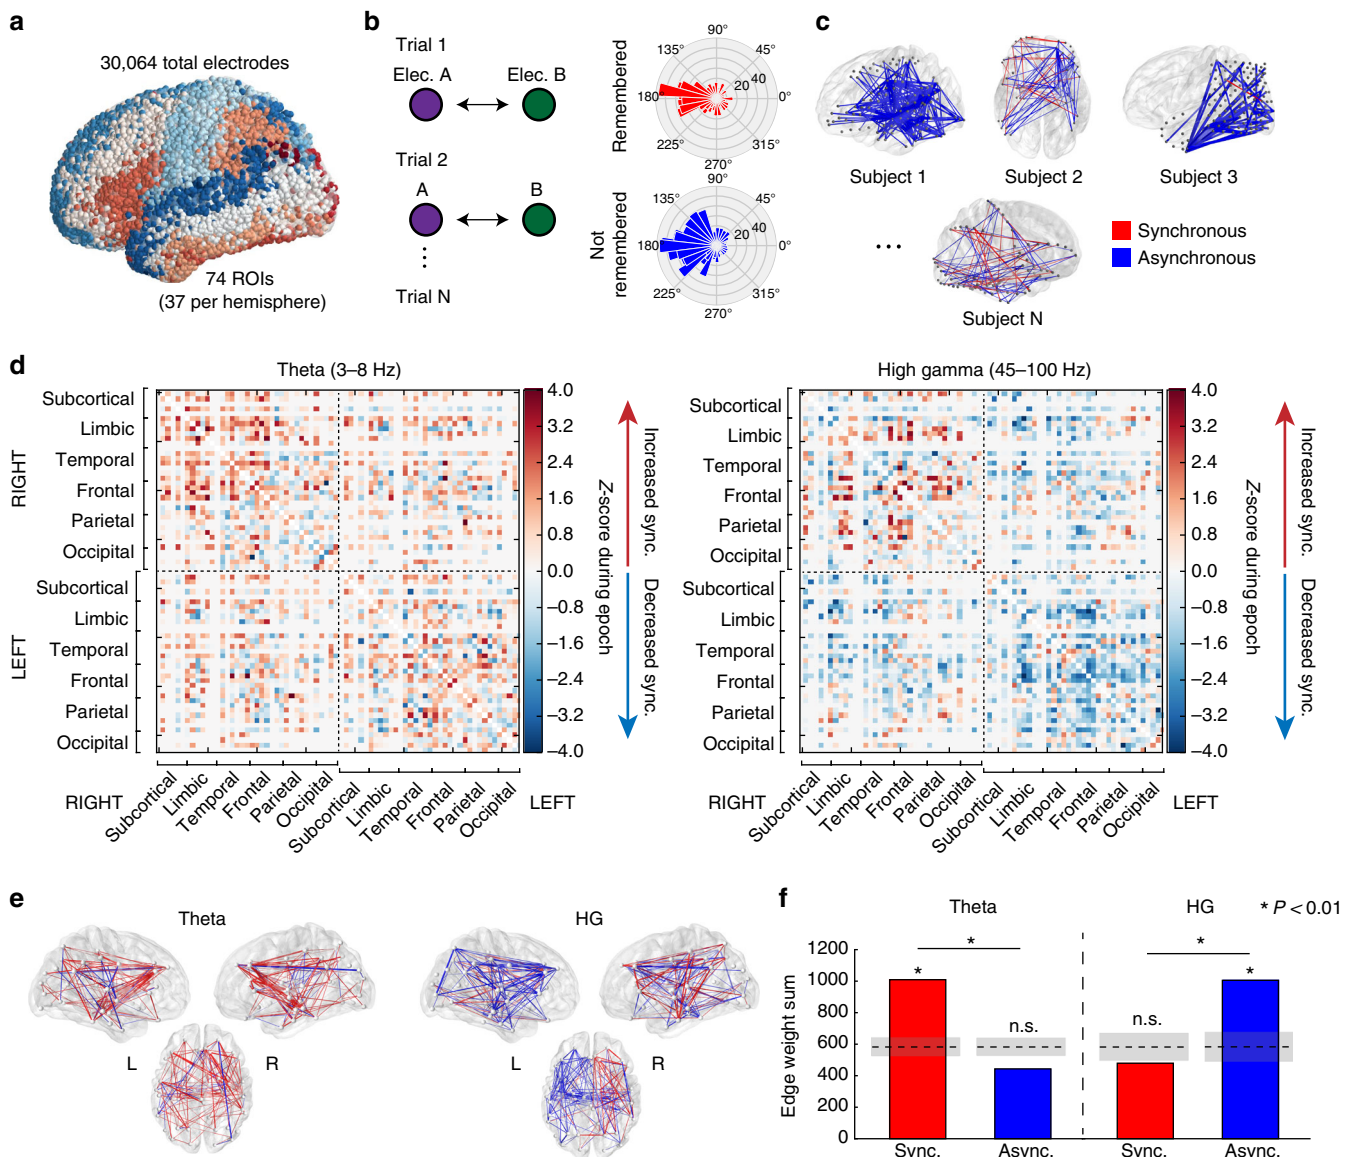 a
30,064 total electrodes
74 ROIs
(37 per hemisphere)
b
Trial 1
Elec. A
Elec. B
Trial 2
A
B
Trial N
Remembered
90°
135°
45°
180°
20
40
0°
225°
315°
270°
Not remembered
90°
135°
45°
180°
20
40
0°
225°
315°
270°
c
Subject 1
Subject 2
Subject 3
Subject N
Synchronous
Asynchronous
d
Theta (3–8 Hz)
RIGHT
Subcortical
Limbic
Temporal
Frontal
Parietal
Occipital
LEFT
Subcortical
Limbic
Temporal
Frontal
Parietal
Occipital
RIGHT
Subcortical
Limbic
Temporal
Frontal
Parietal
Occipital
Subcortical
Limbic
Temporal
Frontal
Parietal
Occipital
LEFT
4.0
3.2
2.4
1.6
0.8
0.0
−0.8
−1.6
−2.4
−3.2
−4.0
Z-score during epoch
Increased sync.
Decreased sync.
High gamma (45–100 Hz)
Subcortical
Limbic
Temporal
Frontal
Parietal
Occipital
Subcortical
Limbic
Temporal
Frontal
Parietal
Occipital
RIGHT
Subcortical
Limbic
Temporal
Frontal
Parietal
Occipital
Subcortical
Limbic
Temporal
Frontal
Parietal
Occipital
LEFT
4.0
3.2
2.4
1.6
0.8
0.0
−0.8
−1.6
−2.4
−3.2
−4.0
Z-score during epoch
Increased sync.
Decreased sync.
e
Theta
L
R
HG
L
R
f
Theta
HG
* P < 0.01
Edge weight sum
1200
1000
800
600
400
200
0
*
*
n.s.
n.s.
*
*
Sync.
Async.
Sync.
Async.